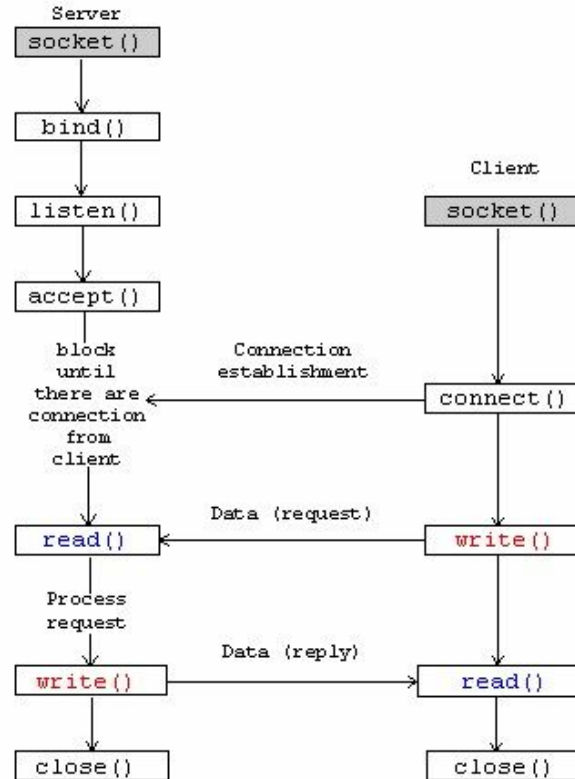 Server
socket()
bind()
Client
listen()
socket()
accept()
block
until
there are
connection
from
client
Connection
establishment
connect()
Data (request)
read()
write()
Process
request
Data (reply)
write()
read()
close()
close()